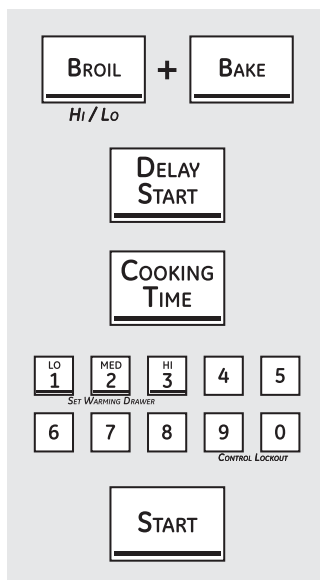 BROIL + BAKE
HI / LO
DELAY
START
COOKING
TIME
LO MED HI
1 2 3 4 5
SET WARMING DRAWER
6 7 8 9 0
CONTROL LOCKOUT
START